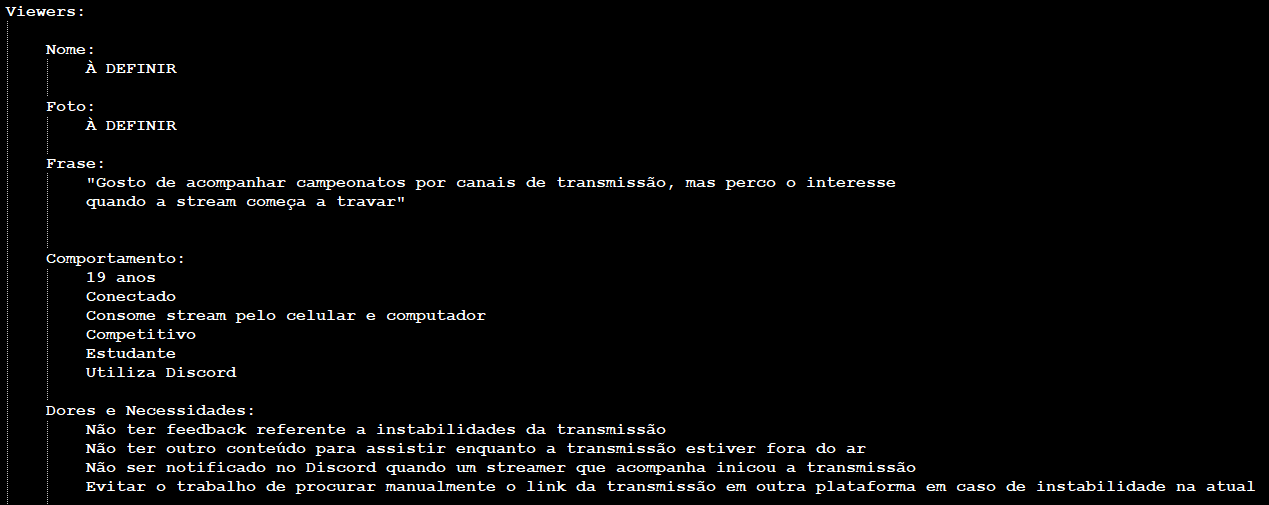 Viewers:
Nome:
À DEFINIR
Foto:
À DEFINIR
Frase:
"Gosto de acompanhar campeonatos por canais de transmissão, mas perco o interesse
quando a stream começa a travar"
Comportamento:
19 anos
Conectado
Consome stream pelo celular e computador
Competitivo
Estudante
Utiliza Discord
Dores e Necessidades:
Não ter feedback referente a instabilidades da transmissão
Não ter outro conteúdo para assistir enquanto a transmissão estiver fora do ar
Não ser notificado no Discord quando um streamer que acompanha inicou a transmissão
Evitar o trabalho de procurar manualmente o link da transmissão em outra plataforma em caso de instabilidade na atual